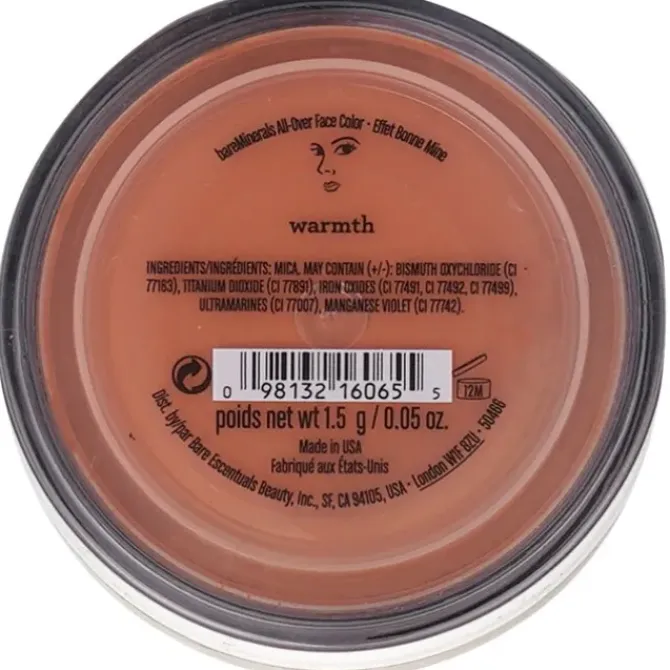 bareMinerals All-Over Face Color · Effet Bonne Mine
warmth
INGREDIENTS/INGRÉDIENTS: MICA, MAY CONTAIN (+/-): BISMUTH OXYCHLORIDE (CI
77163), TITANIUM DIOXIDE (CI 77891), IRON OXIDES (CI 77491, CI 77492, CI 77499),
ULTRAMARINES (CI 77007), MANGANESE VIOLET (CI 77742).
0 98132 16065 5
12M
poids net wt 1.5 g / 0.05 oz.
Made in USA
Fabriqué aux États-Unis
Dist. by/par Bare Escentuals Beauty, Inc., SF, CA 94105, USA · London W1F 8ZU · 50466